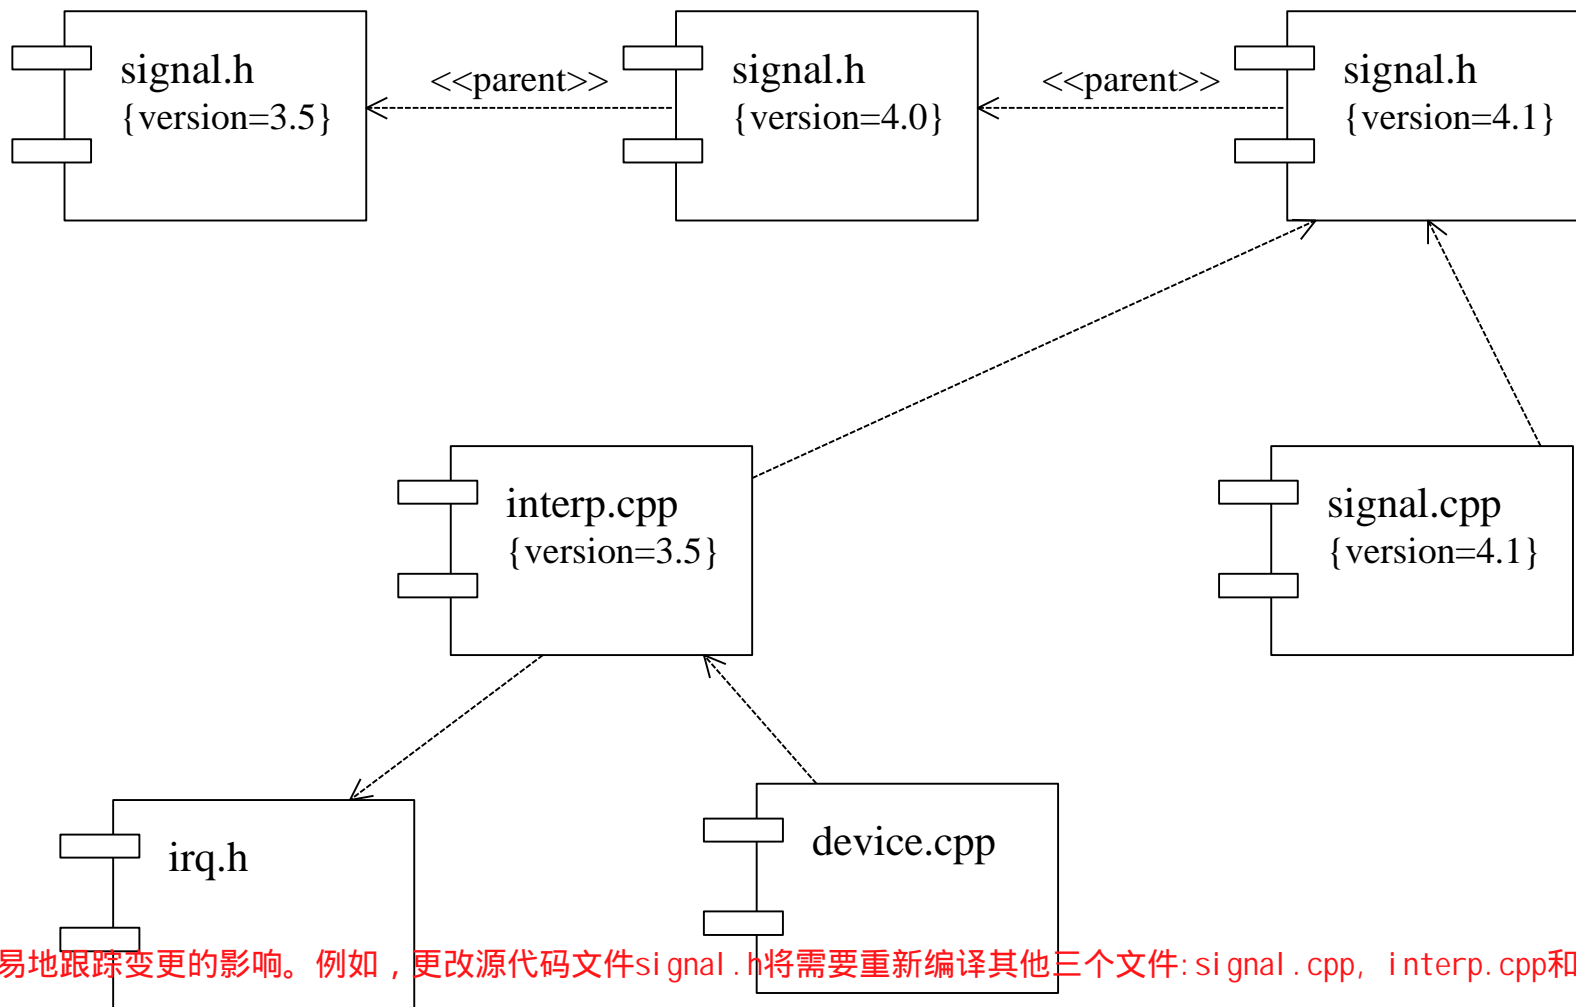 signal.h
{version=3.5}
<<parent>>
signal.h
{version=4.0}
<<parent>>
signal.h
{version=4.1}
interp.cpp
{version=3.5}
signal.cpp
{version=4.1}
irq.h
device.cpp
易地跟踪变更的影响。例如，更改源代码文件signal.h将需要重新编译其他三个文件:signal.cpp, interp.cpp和